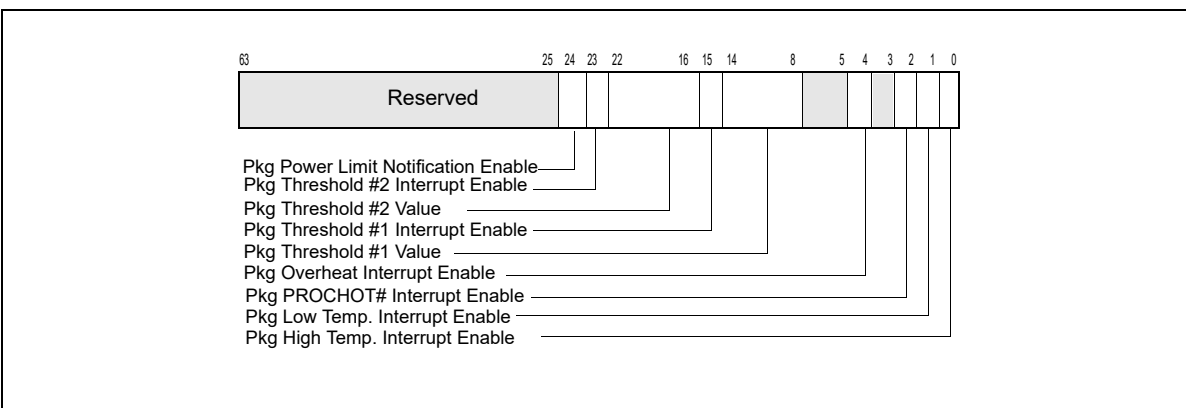 63 25 24 23 22 16 15 14 8 5 4 3 2 1 0
Reserved
Pkg Power Limit Notification Enable
Pkg Threshold #2 Interrupt Enable
Pkg Threshold #2 Value
Pkg Threshold #1 Interrupt Enable
Pkg Threshold #1 Value
Pkg Overheat Interrupt Enable
Pkg PROCHOT# Interrupt Enable
Pkg Low Temp. Interrupt Enable
Pkg High Temp. Interrupt Enable